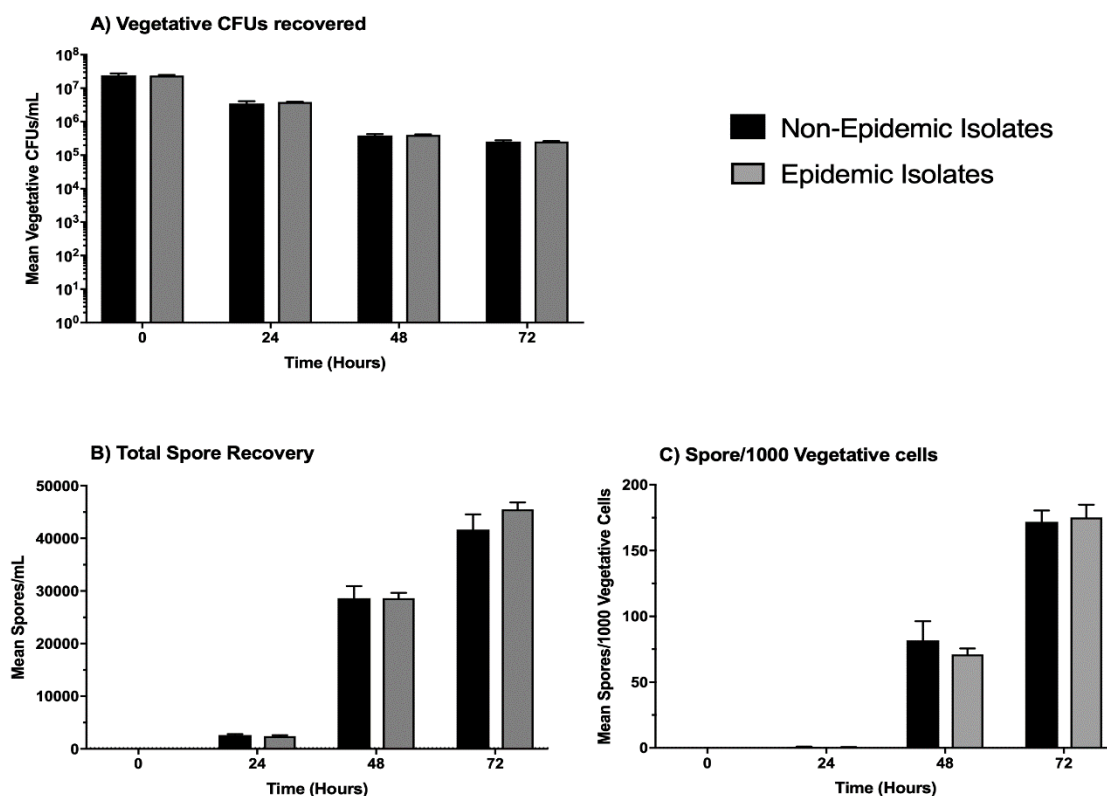 A) Vegetative CFUs recovered
Mean Vegetative CFUs/mL
10⁸
10⁷
10⁶
10⁵
10⁴
10³
10²
10¹
10⁰
0 24 48 72
Time (Hours)
Non-Epidemic Isolates
Epidemic Isolates
B) Total Spore Recovery
Mean Spores/mL
50000
40000
30000
20000
10000
0
0 24 48 72
Time (Hours)
C) Spore/1000 Vegetative cells
Mean Spores/1000 Vegetative Cells
200
150
100
50
0
0 24 48 72
Time (Hours)